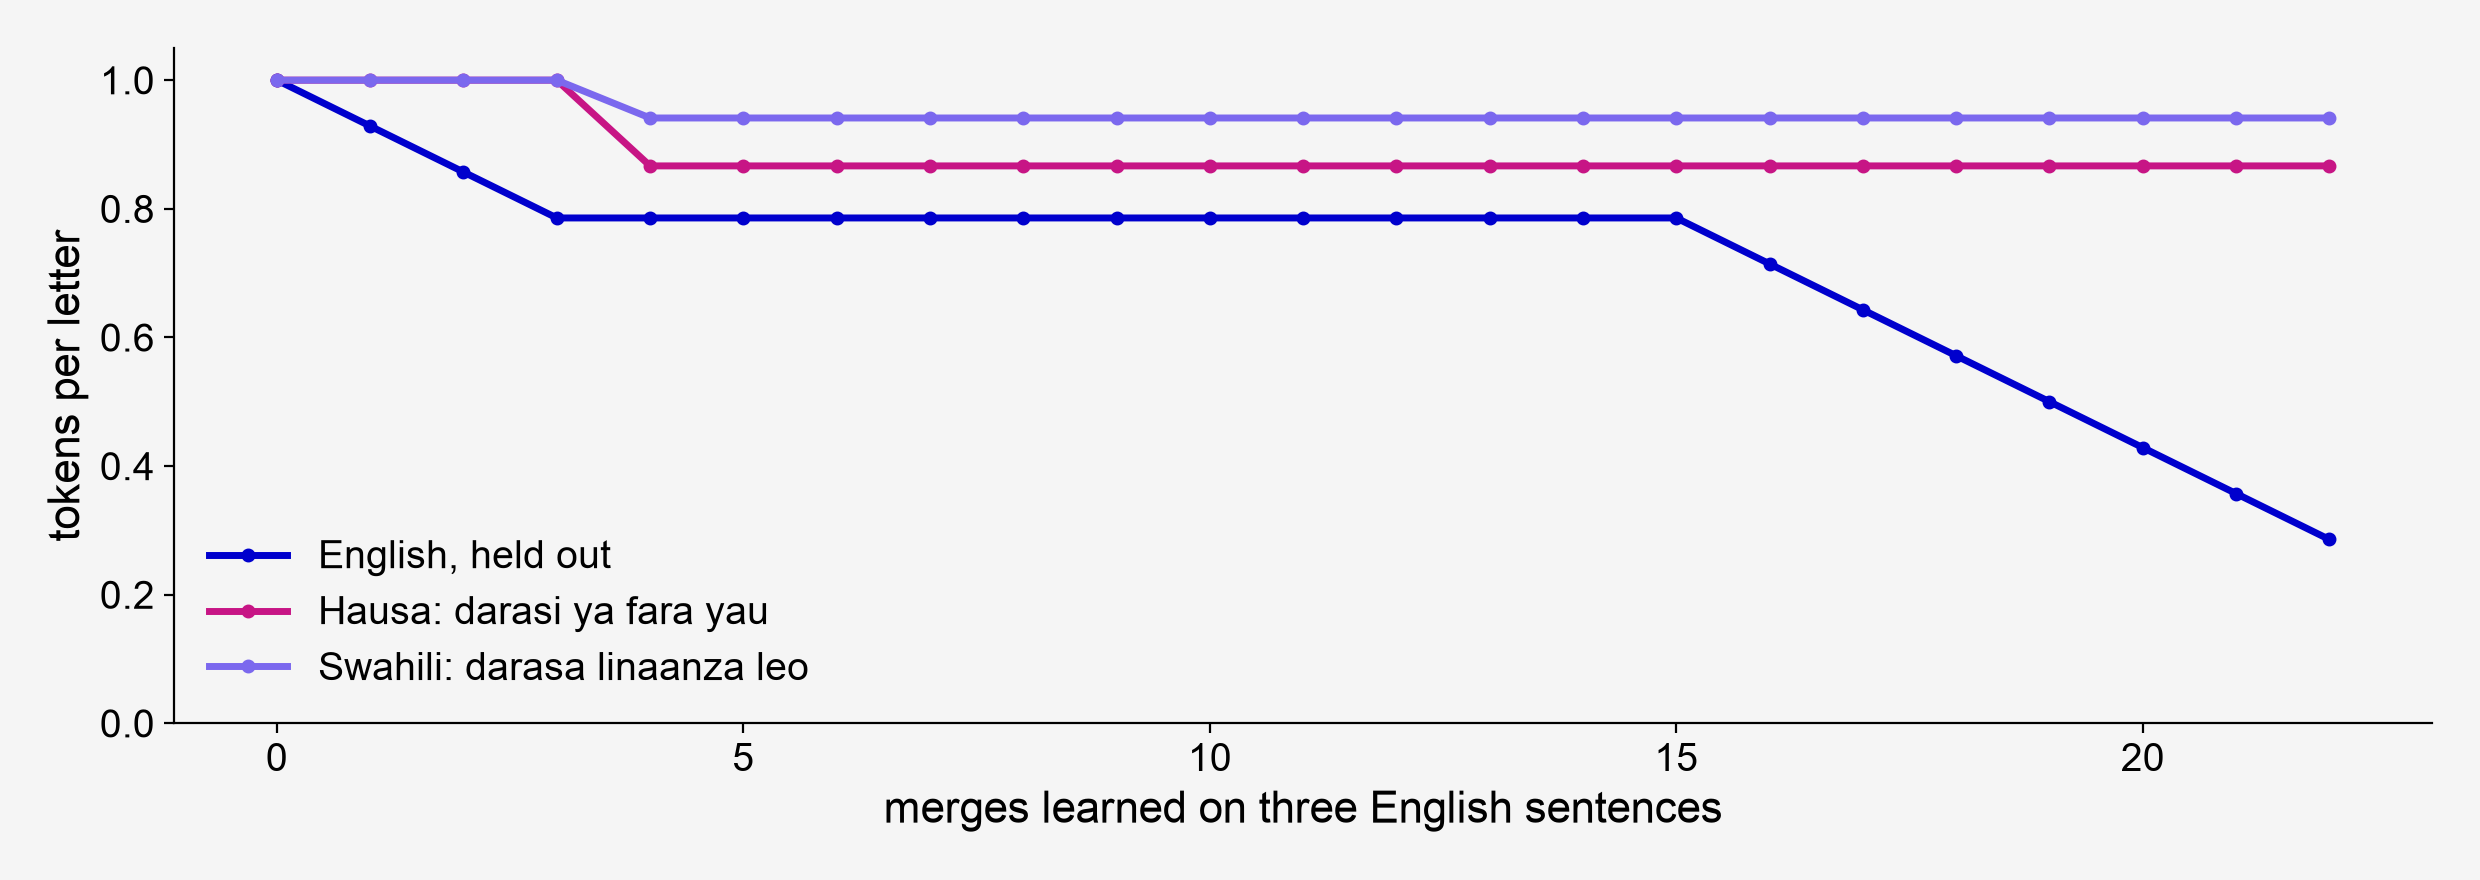 1.0
0.8
0.6
0.4
0.2
0.0
tokens per letter
English, held out
Hausa: darasi ya fara yau
Swahili: darasa linaanza leo
0 5 10 15 20
merges learned on three English sentences